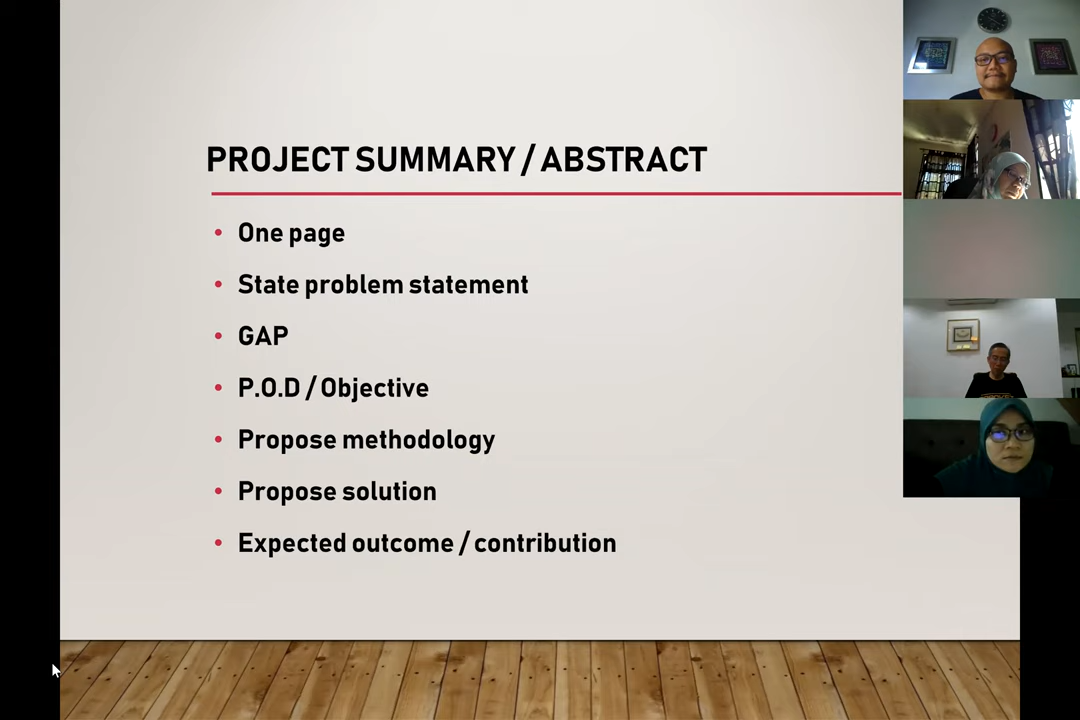 PROJECT SUMMARY / ABSTRACT
• One page
• State problem statement
• GAP
• P.O.D / Objective
• Propose methodology
• Propose solution
• Expected outcome / contribution